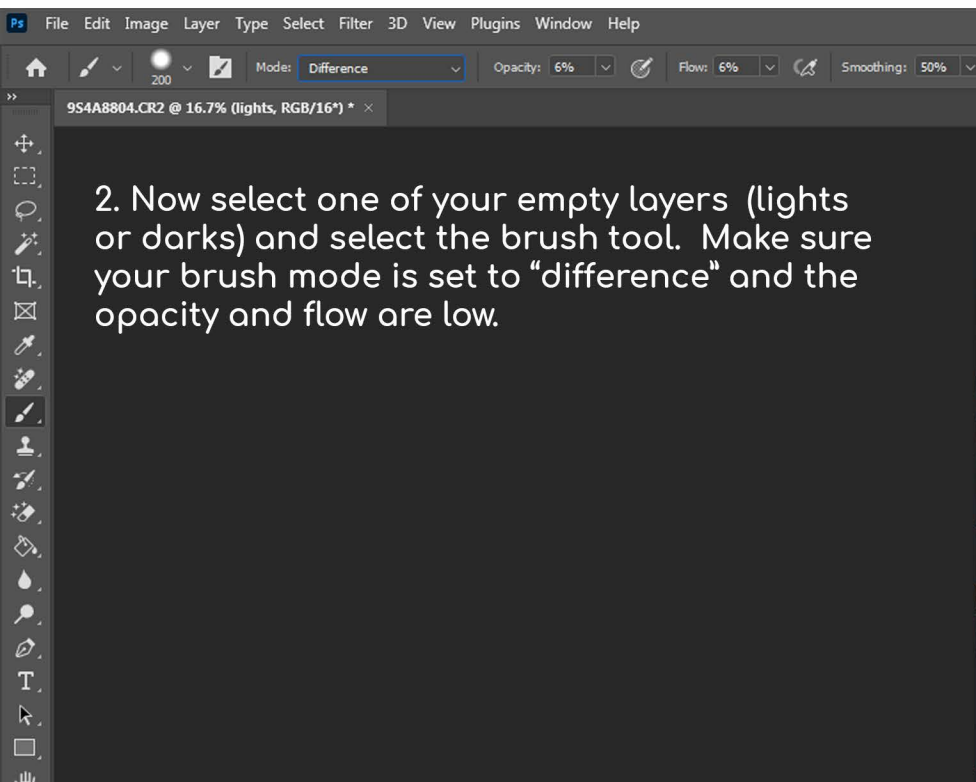 Ps File Edit Image Layer Type Select Filter 3D View Plugins Window Help
200 Mode: Difference Opacity: 6% Flow: 6% Smoothing: 50%
9S4A8804.CR2 @ 16.7% (lights, RGB/16*) * ×
2. Now select one of your empty layers (lights
or darks) and select the brush tool. Make sure
your brush mode is set to “difference” and the
opacity and flow are low.